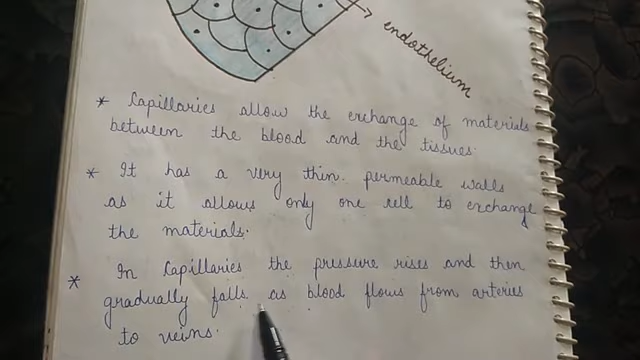 endothelium
* Capillaries allow the exchange of materials
between the blood and the tissues.
* It has a very thin. permeable walls
as it allows only one cell to exchange
the materials.
* In Capillaries the pressure rises and then
gradually falls. as blood flows from arteries
to veins.